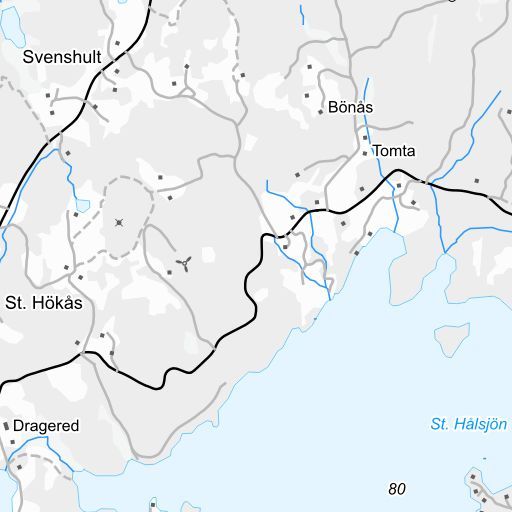 Svenshult
Bönås
Tomta
St. Hökås
Dragered
St. Hålsjön
80